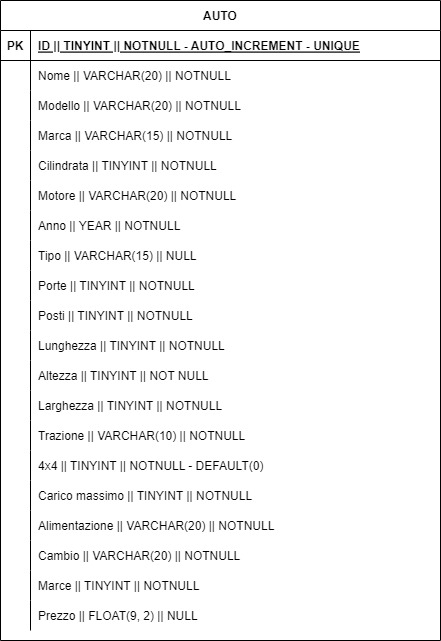 AUTO
PK ID || TINYINT || NOTNULL - AUTO_INCREMENT - UNIQUE
Nome || VARCHAR(20) || NOTNULL
Modello || VARCHAR(20) || NOTNULL
Marca || VARCHAR(15) || NOTNULL
Cilindrata || TINYINT || NOTNULL
Motore || VARCHAR(20) || NOTNULL
Anno || YEAR || NOTNULL
Tipo || VARCHAR(15) || NULL
Porte || TINYINT || NOTNULL
Posti || TINYINT || NOTNULL
Lunghezza || TINYINT || NOTNULL
Altezza || TINYINT || NOT NULL
Larghezza || TINYINT || NOTNULL
Trazione || VARCHAR(10) || NOTNULL
4x4 || TINYINT || NOTNULL - DEFAULT(0)
Carico massimo || TINYINT || NOTNULL
Alimentazione || VARCHAR(20) || NOTNULL
Cambio || VARCHAR(20) || NOTNULL
Marce || TINYINT || NOTNULL
Prezzo || FLOAT(9, 2) || NULL